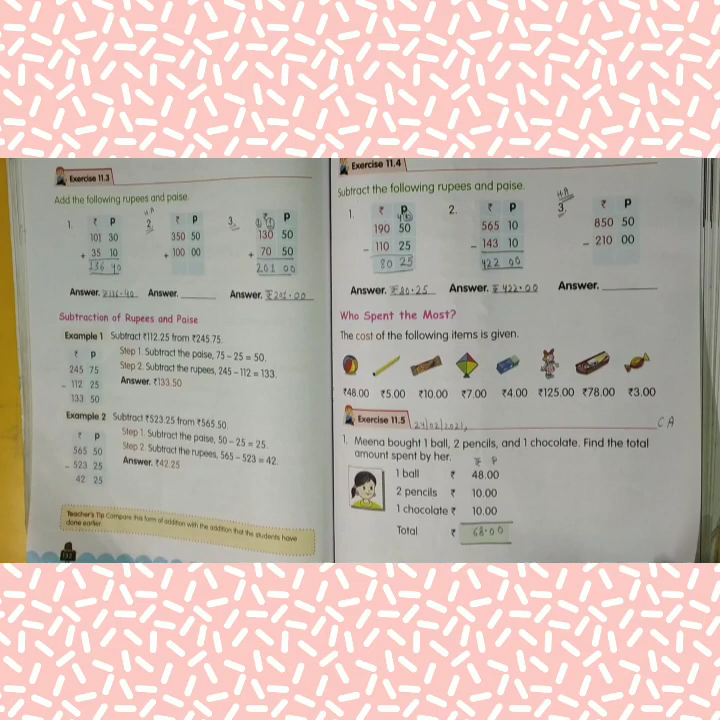 Exercise 11.3
Add the following rupees and paise.
1.
₹ P
101 30
+ 35 10
136 40
H.A
2.
₹ P
350 50
+ 100 00
3.
₹ P
130 50
+ 70 50
201 00
Answer. ₹136.40 Answer. ________ Answer. ₹201.00
Subtraction of Rupees and Paise
Example 1 Subtract ₹112.25 from ₹245.75.
₹ P
245 75
– 112 25
133 50
Step 1. Subtract the paise, 75 – 25 = 50.
Step 2. Subtract the rupees, 245 – 112 = 133.
Answer. ₹133.50
Example 2 Subtract ₹523.25 from ₹565.50.
₹ P
565 50
– 523 25
42 25
Step 1. Subtract the paise, 50 – 25 = 25.
Step 2. Subtract the rupees, 565 – 523 = 42.
Answer. ₹42.25
Teacher's Tip Compare this form of addition with the addition that the students have
done earlier.
Exercise 11.4
Subtract the following rupees and paise.
1.
₹ P
190 50
– 110 25
80 25
2.
₹ P
565 10
– 143 10
422 00
H.A
3.
₹ P
850 50
– 210 00
Answer. ₹80.25 Answer. ₹422.00 Answer. ________
Who Spent the Most?
The cost of the following items is given.
₹48.00 ₹5.00 ₹10.00 ₹7.00 ₹4.00 ₹125.00 ₹78.00 ₹3.00
Exercise 11.5 24/02/2021, CA
1. Meena bought 1 ball, 2 pencils, and 1 chocolate. Find the total
amount spent by her.
₹ P
1 ball ₹ 48.00
2 pencils ₹ 10.00
1 chocolate ₹ 10.00
Total ₹ 68.00